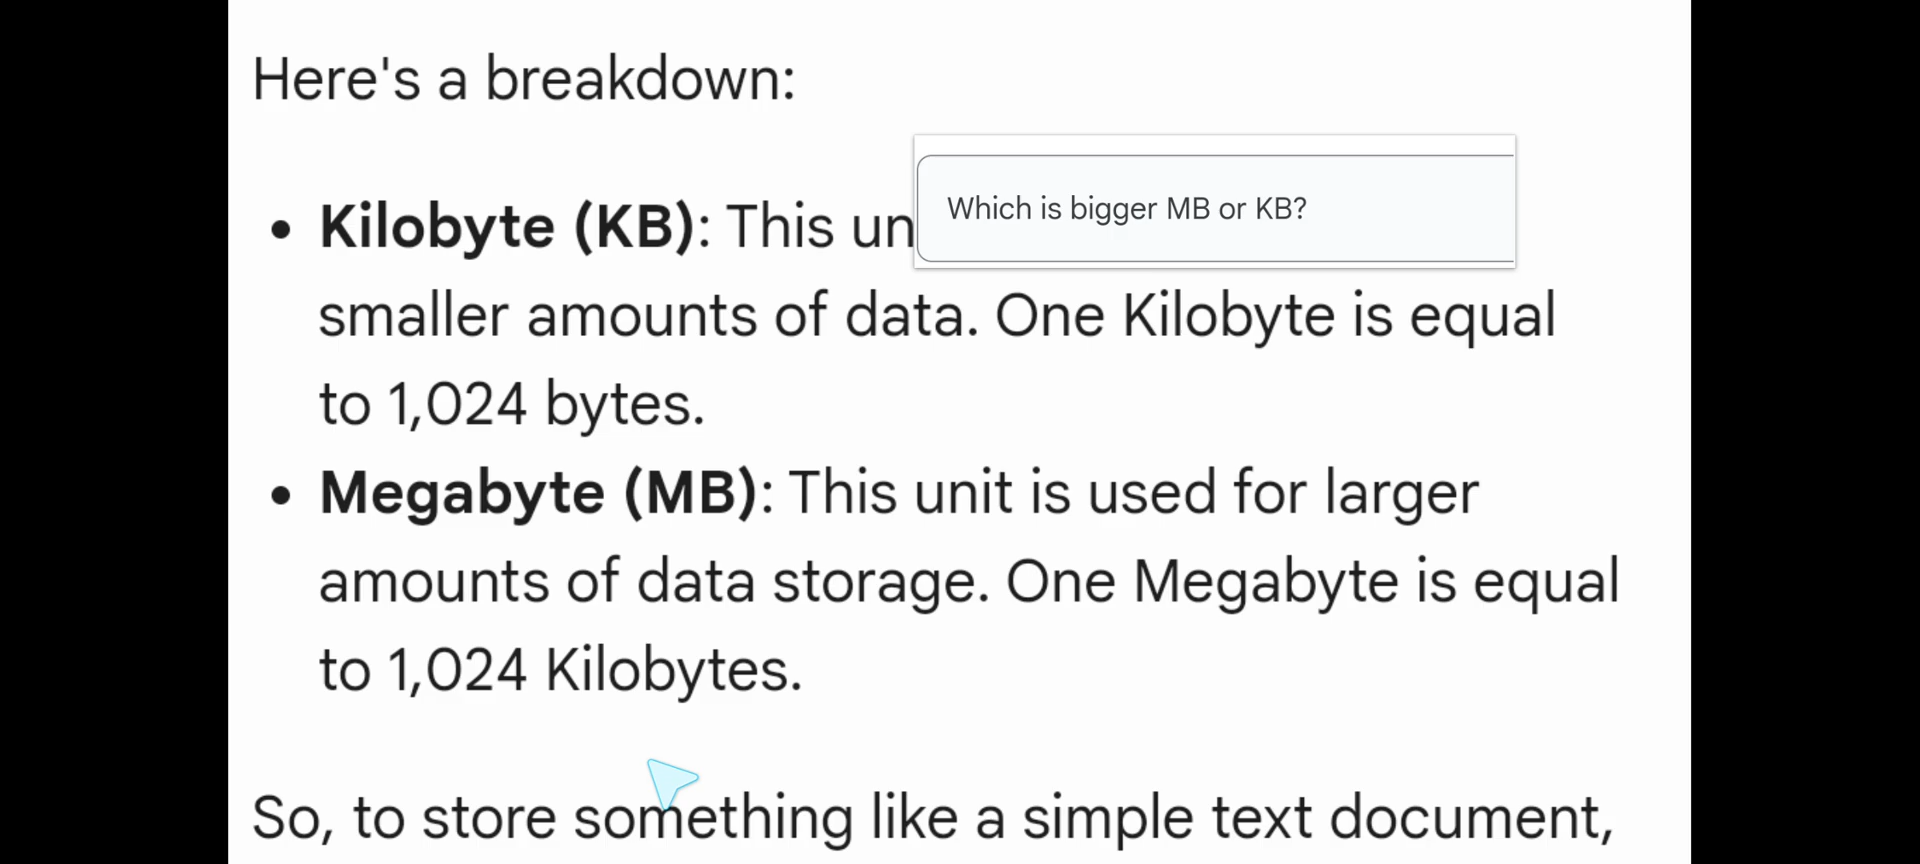 Here's a breakdown:
Which is bigger MB or KB?
• Kilobyte (KB): This
smaller amounts of data. One Kilobyte is equal
to 1,024 bytes.
• Megabyte (MB): This unit is used for larger
amounts of data storage. One Megabyte is equal
to 1,024 Kilobytes.
So, to store something like a simple text document,